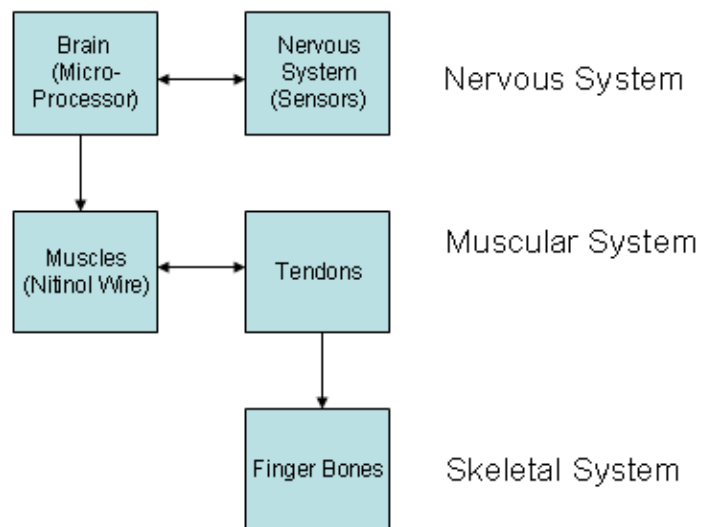 Brain
(Micro-
Processor)
Nervous
System
(Sensors)
Nervous System
Muscles
(Nitinol Wire)
Tendons
Muscular System
Finger Bones
Skeletal System